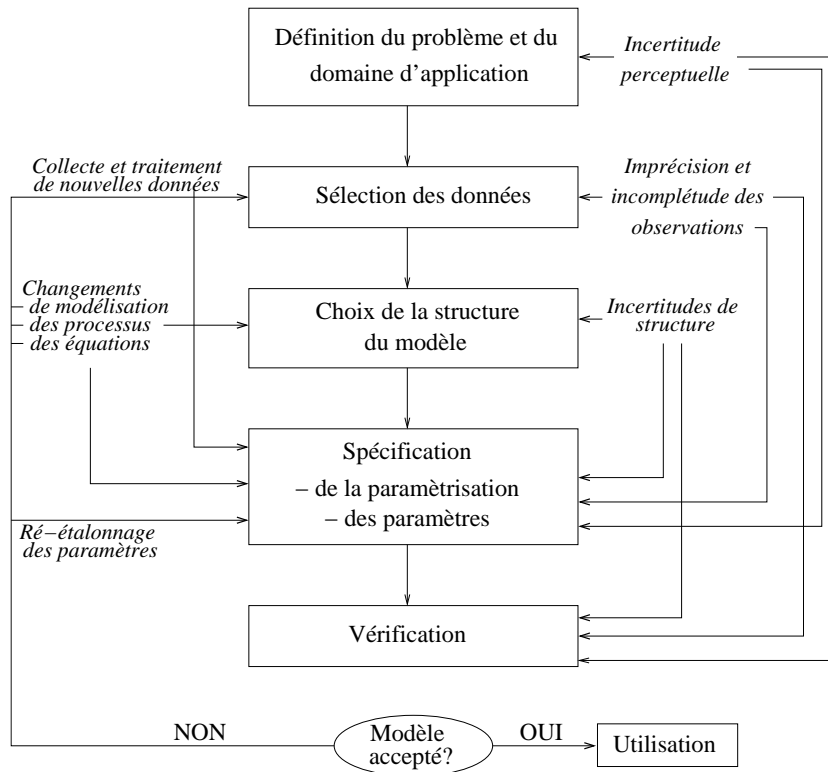 Définition du problème et du
domaine d'application
Incertitude
perceptuelle
Collecte et traitement
de nouvelles données
Sélection des données
Imprécision et
incomplétude des
observations
Changements
de modélisation
des processus
des équations
Choix de la structure
du modèle
Incertitudes de
structure
Spécification
– de la paramètrisation
– des paramètres
Ré–étalonnage
des paramètres
Vérification
NON
Modèle
accepté?
OUI
Utilisation